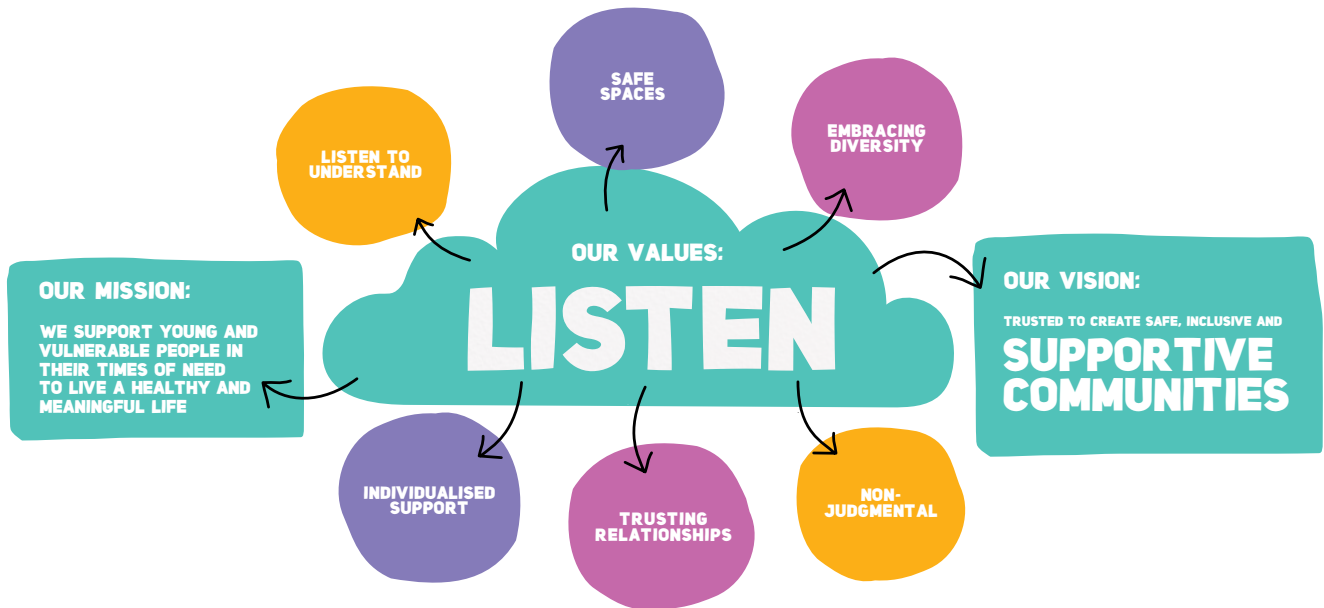 SAFE
SPACES
EMBRACING
DIVERSITY
LISTEN TO
UNDERSTAND
OUR VALUES:
LISTEN
OUR MISSION:
WE SUPPORT YOUNG AND
VULNERABLE PEOPLE IN
THEIR TIMES OF NEED
TO LIVE A HEALTHY AND
MEANINGFUL LIFE
OUR VISION:
TRUSTED TO CREATE SAFE, INCLUSIVE AND
SUPPORTIVE
COMMUNITIES
INDIVIDUALISED
SUPPORT
TRUSTING
RELATIONSHIPS
NON-
JUDGMENTAL